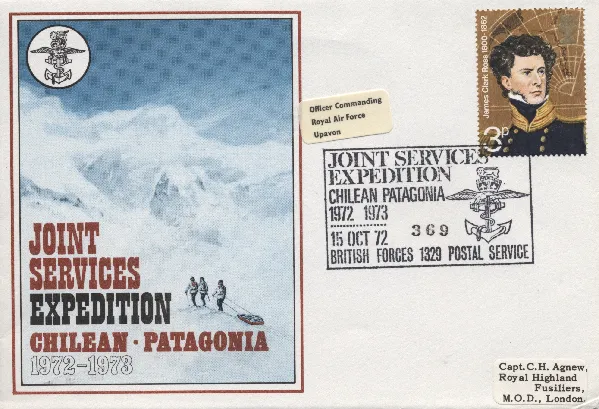 JOINT
SERVICES
EXPEDITION
CHILEAN · PATAGONIA
1972-1973
Officer Commanding
Royal Air Force
Upavon
James Clark Ross 1800-1862
3p
JOINT SERVICES
EXPEDITION
CHILEAN PATAGONIA
1972 1973
15 OCT 72
369
BRITISH FORCES 1329 POSTAL SERVICE
Capt. C. H. Agnew,
Royal Highland
Fusiliers,
M.O.D., London.